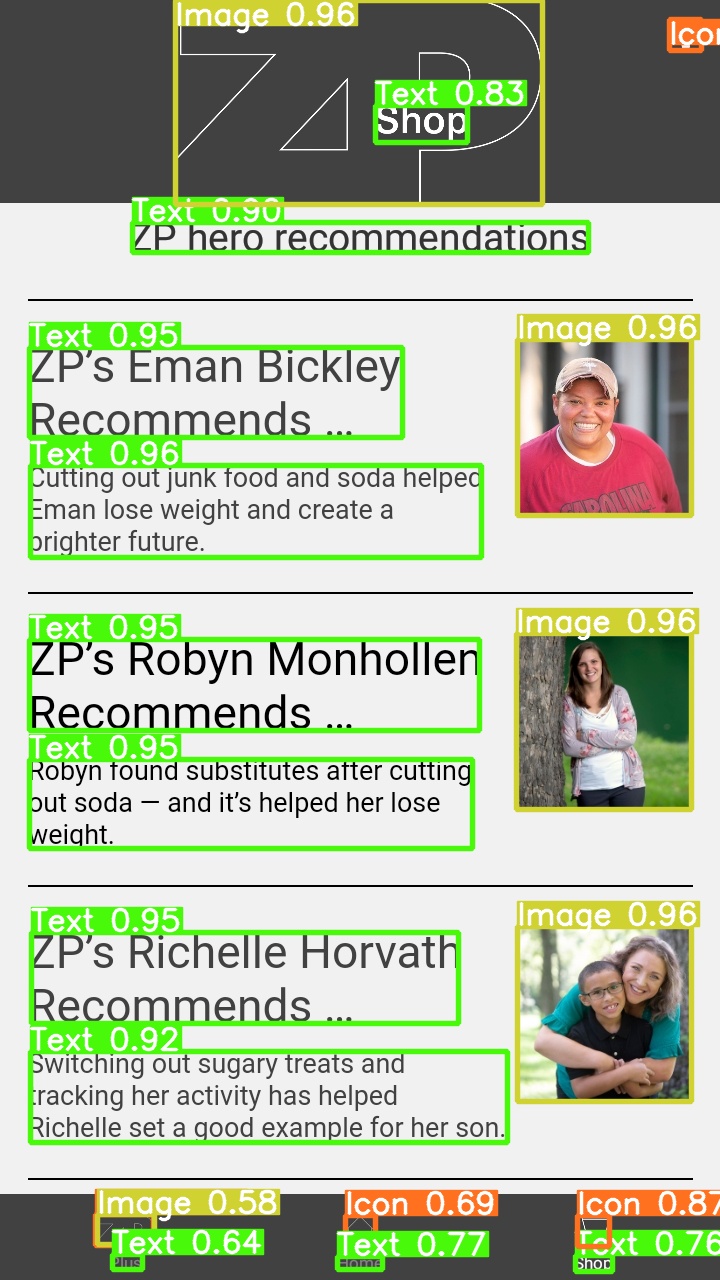 Image 0.96
Icon
ZP
Text 0.83
Shop
Text 0.90
ZP hero recommendations
Text 0.95
Image 0.96
ZP’s Eman Bickley
Recommends ...
Text 0.96
Cutting out junk food and soda helped
Eman lose weight and create a
brighter future.
CAROLINA
Text 0.95
Image 0.96
ZP’s Robyn Monhollen
Recommends ...
Text 0.95
Robyn found substitutes after cutting
out soda — and it’s helped her lose
weight.
Text 0.95
Image 0.96
ZP’s Richelle Horvath
Recommends ...
Text 0.92
Switching out sugary treats and
tracking her activity has helped
Richelle set a good example for her son.
Image 0.58
Icon 0.69
Icon 0.87
Text 0.64
Text 0.77
Text 0.76
Plus
Home
Shop